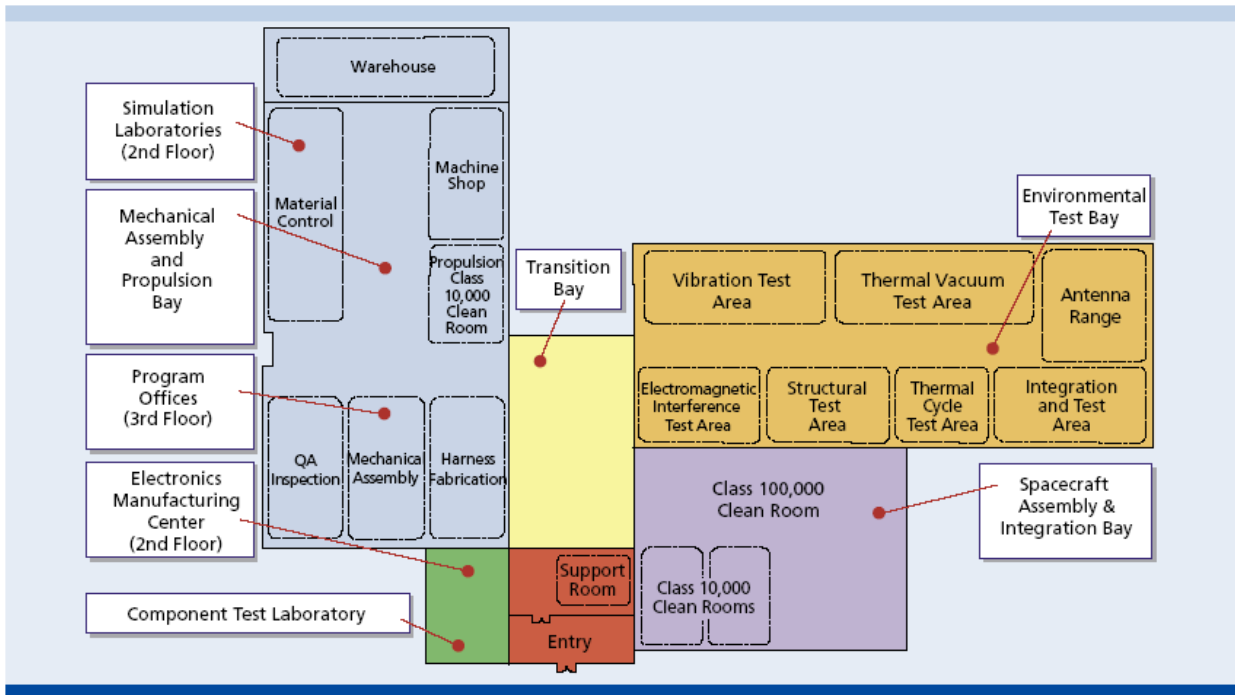 Warehouse
Simulation
Laboratories
(2nd Floor)
Machine
Shop
Material
Control
Mechanical
Assembly
and
Propulsion
Bay
Propulsion
Class
10,000
Clean
Room
Transition
Bay
Environmental
Test Bay
Vibration Test
Area
Thermal Vacuum
Test Area
Antenna
Range
Program
Offices
(3rd Floor)
Electromagnetic
Interference
Test Area
Structural
Test
Area
Thermal
Cycle
Test Area
Integration
and Test
Area
QA
Inspection
Mechanical
Assembly
Harness
Fabrication
Electronics
Manufacturing
Center
(2nd Floor)
Class 100,000
Clean Room
Spacecraft
Assembly &
Integration Bay
Support
Room
Class 10,000
Clean Rooms
Component Test Laboratory
Entry